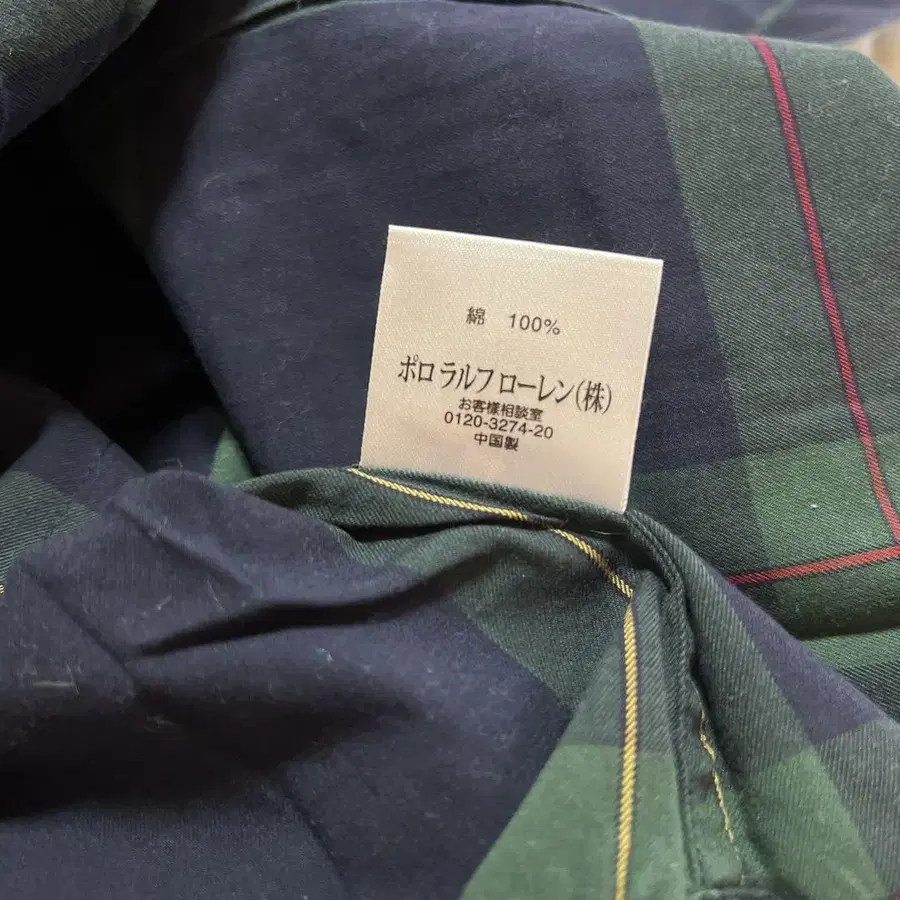 綿 100%
ポロ ラルフ ローレン(株)
お客様相談室
0120-3274-20
中国製